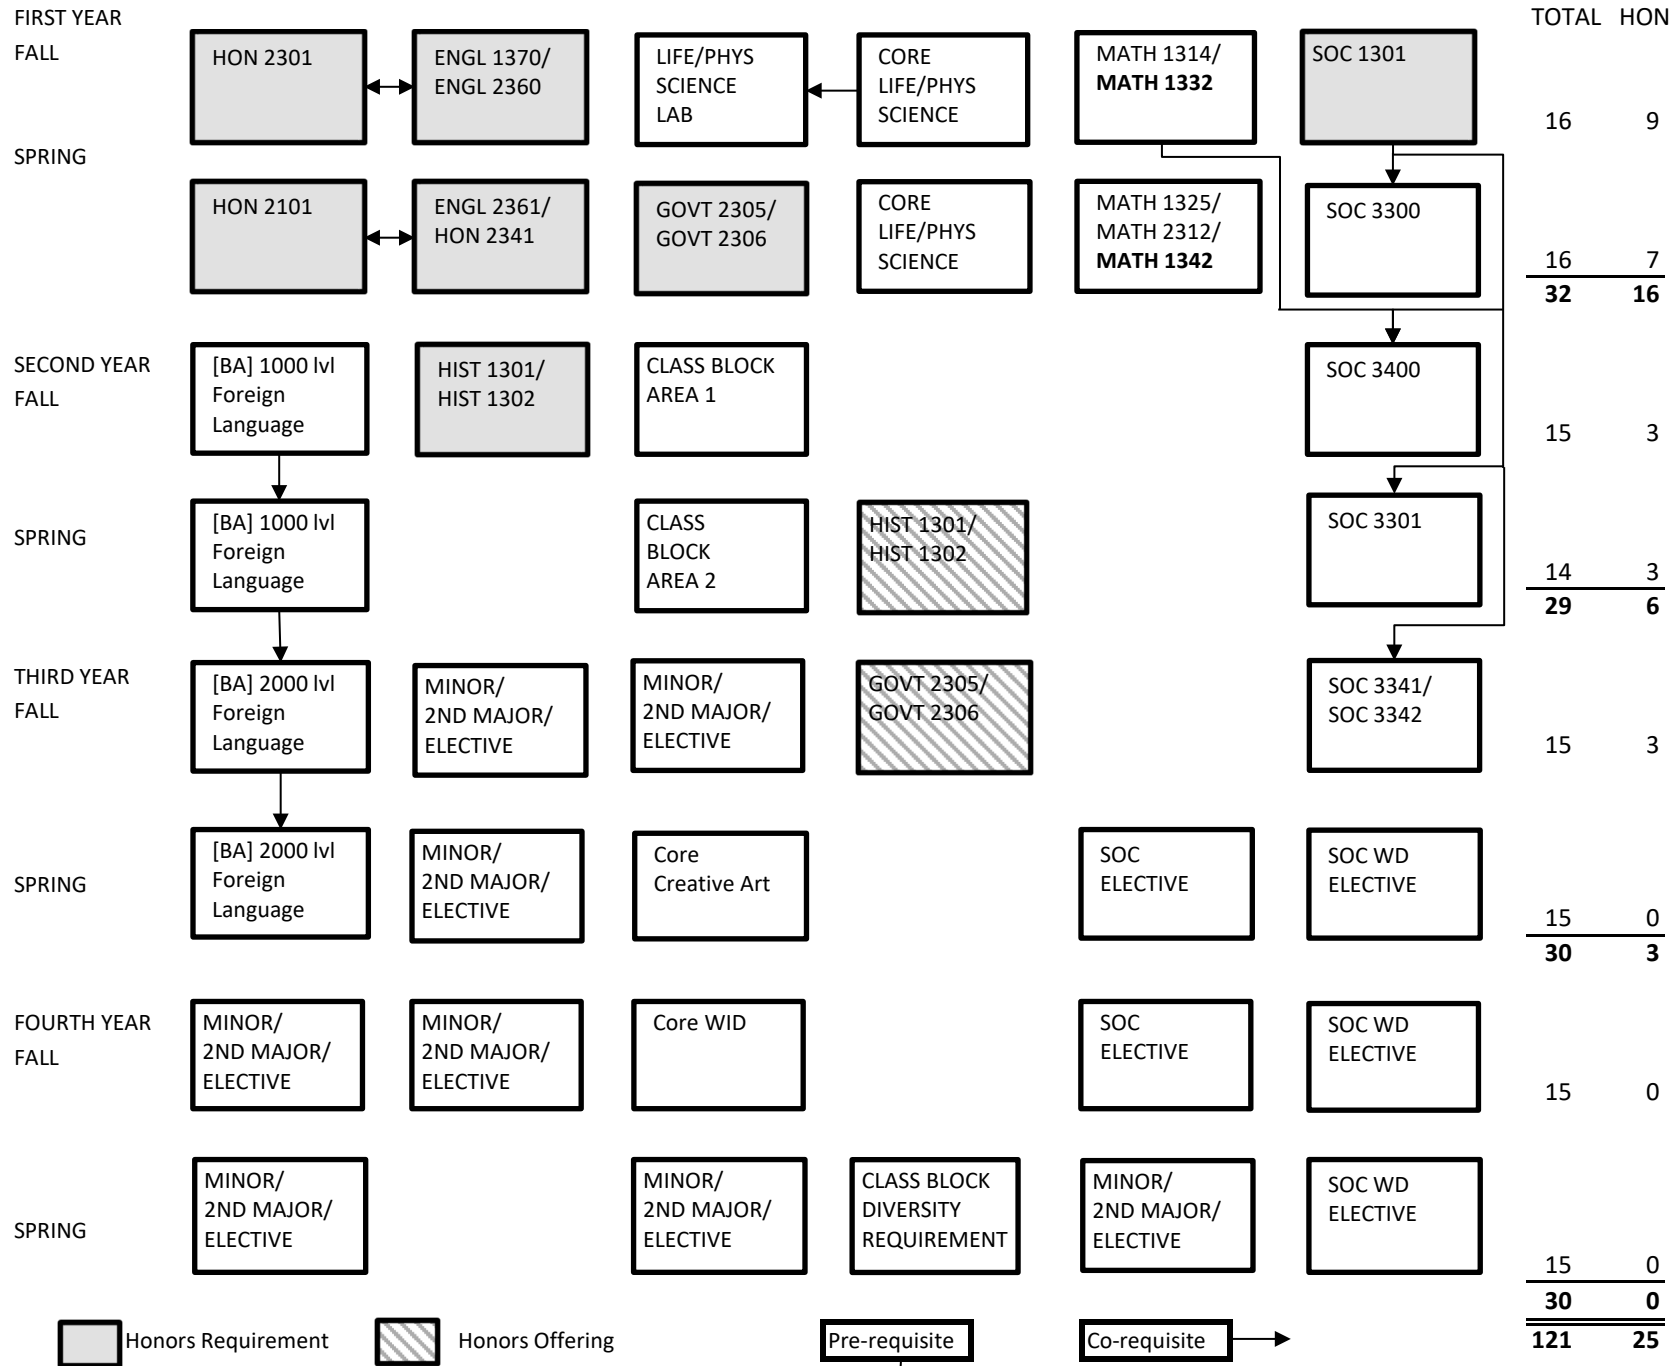 FIRST YEAR
TOTAL HON
FALL
HON 2301
ENGL 1370/
ENGL 2360
LIFE/PHYS
SCIENCE
LAB
CORE
LIFE/PHYS
SCIENCE
MATH 1314/
MATH 1332
SOC 1301
16 9
SPRING
HON 2101
ENGL 2361/
HON 2341
GOVT 2305/
GOVT 2306
CORE
LIFE/PHYS
SCIENCE
MATH 1325/
MATH 2312/
MATH 1342
SOC 3300
16 7
32 16
SECOND YEAR
FALL
[BA] 1000 lvl
Foreign
Language
HIST 1301/
HIST 1302
CLASS BLOCK
AREA 1
SOC 3400
15 3
SPRING
[BA] 1000 lvl
Foreign
Language
CLASS
BLOCK
AREA 2
HIST 1301/
HIST 1302
SOC 3301
14 3
29 6
THIRD YEAR
FALL
[BA] 2000 lvl
Foreign
Language
MINOR/
2ND MAJOR/
ELECTIVE
MINOR/
2ND MAJOR/
ELECTIVE
GOVT 2305/
GOVT 2306
SOC 3341/
SOC 3342
15 3
SPRING
[BA] 2000 lvl
Foreign
Language
MINOR/
2ND MAJOR/
ELECTIVE
Core
Creative Art
SOC
ELECTIVE
SOC WD
ELECTIVE
15 0
30 3
FOURTH YEAR
FALL
MINOR/
2ND MAJOR/
ELECTIVE
MINOR/
2ND MAJOR/
ELECTIVE
Core WID
SOC
ELECTIVE
SOC WD
ELECTIVE
15 0
SPRING
MINOR/
2ND MAJOR/
ELECTIVE
MINOR/
2ND MAJOR/
ELECTIVE
CLASS BLOCK
DIVERSITY
REQUIREMENT
MINOR/
2ND MAJOR/
ELECTIVE
SOC WD
ELECTIVE
15 0
30 0
121 25
Honors Requirement
Honors Offering
Pre-requisite
Co-requisite